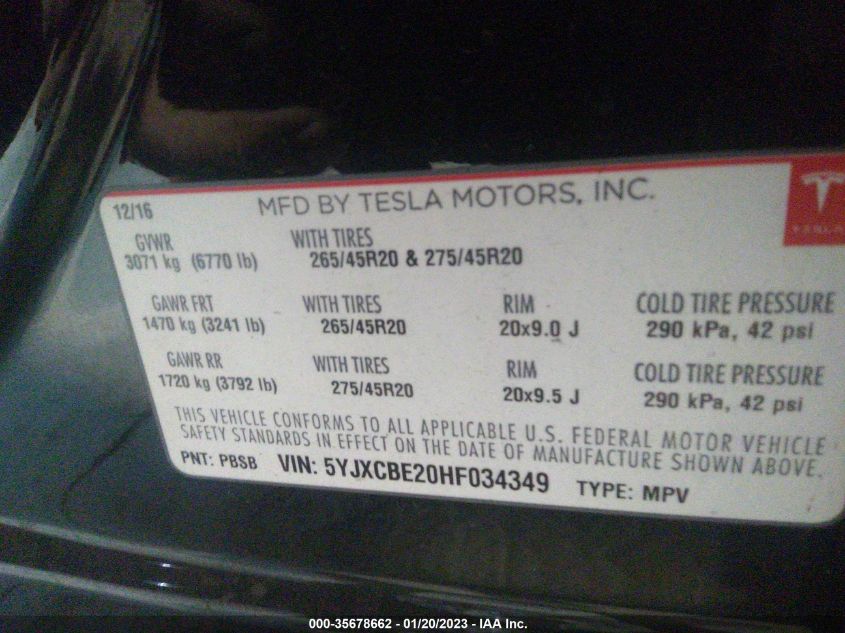 12/16 MFD BY TESLA MOTORS, INC.
TESLA
GVWR WITH TIRES
3071 kg (6770 lb) 265/45R20 & 275/45R20
GAWR FRT WITH TIRES RIM COLD TIRE PRESSURE
1470 kg (3241 lb) 265/45R20 20x9.0 J 290 kPa, 42 psi
GAWR RR WITH TIRES RIM COLD TIRE PRESSURE
1720 kg (3792 lb) 275/45R20 20x9.5 J 290 kPa, 42 psi
THIS VEHICLE CONFORMS TO ALL APPLICABLE U.S. FEDERAL MOTOR VEHICLE
SAFETY STANDARDS IN EFFECT ON THE DATE OF MANUFACTURE SHOWN ABOVE.
PNT: PBSB VIN: 5YJXCBE20HF034349 TYPE: MPV
000-35678662 - 01/20/2023 - IAA Inc.